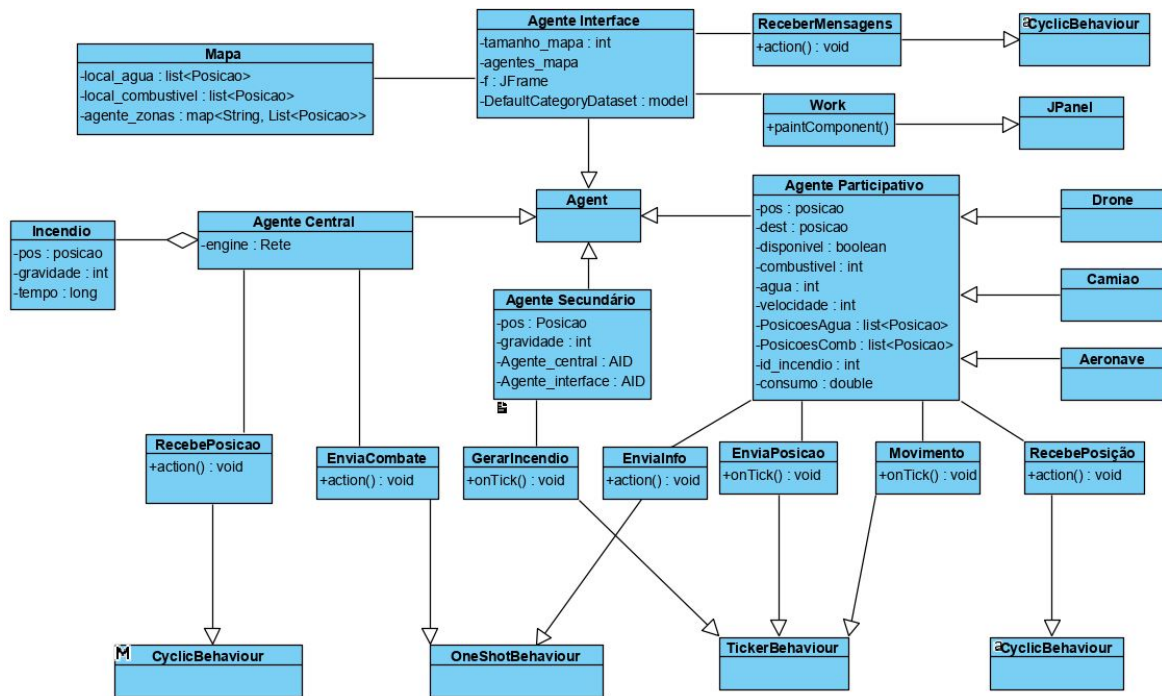 Agente Interface
-tamanho_mapa : int
-agentes_mapa
-f : JFrame
-DefaultCategoryDataset : model
ReceberMensagens
+action() : void
a
CyclicBehaviour
Mapa
-local_agua : list<Posicao>
-local_combustivel : list<Posicao>
-agente_zonas : map<String, List<Posicao>>
Work
+paintComponent()
JPanel
Agent
Agente Participativo
-pos : posicao
-dest : posicao
-disponivel : boolean
-combustivel : int
-agua : int
-velocidade : int
-PosicoesAgua : list<Posicao>
-PosicoesComb : list<Posicao>
-id_incendio : int
-consumo : double
Drone
Camiao
Aeronave
Incendio
-pos : posicao
-gravidade : int
-tempo : long
Agente Central
-engine : Rete
Agente Secundário
-pos : Posicao
-gravidade : int
-Agente_central : AID
-Agente_interface : AID
RecebePosicao
+action() : void
EnviaCombate
+action() : void
GerarIncendio
+onTick() : void
EnviaInfo
+action() : void
EnviaPosicao
+onTick() : void
Movimento
+onTick() : void
RecebePosição
+action() : void
M
CyclicBehaviour
OneShotBehaviour
TickerBehaviour
a
CyclicBehaviour